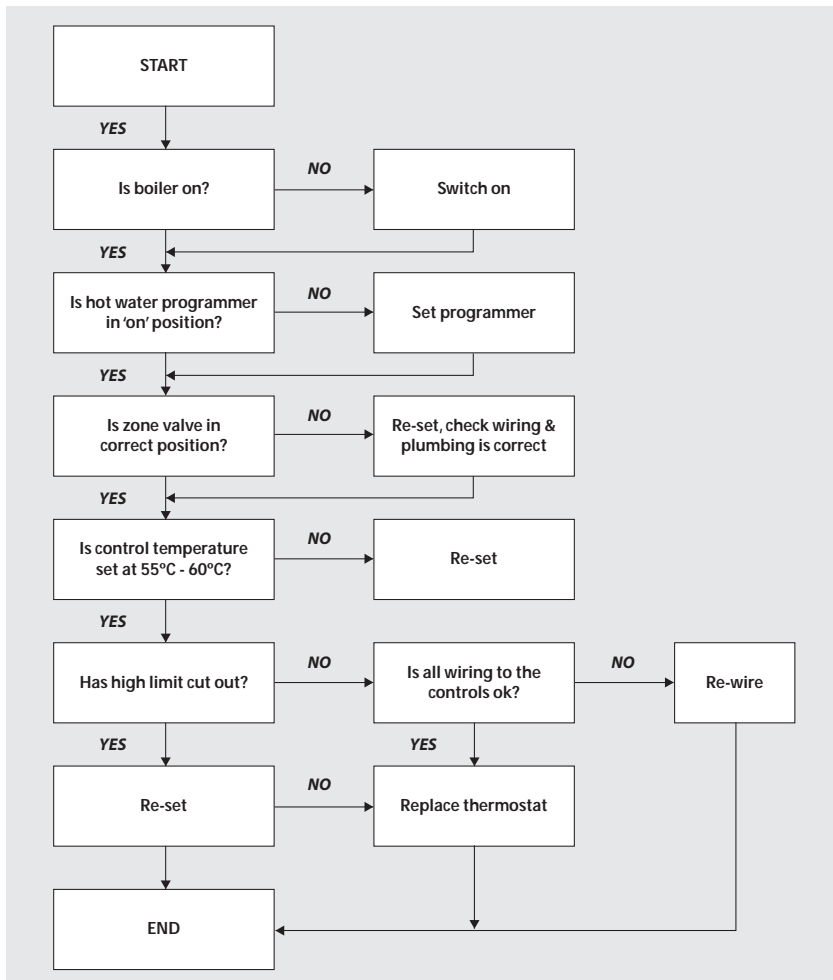 START
YES
Is boiler on?
NO
Switch on
YES
Is hot water programmer
in ‘on’ position?
NO
Set programmer
YES
Is zone valve in
correct position?
NO
Re-set, check wiring &
plumbing is correct
YES
Is control temperature
set at 55ºC - 60ºC?
NO
Re-set
YES
Has high limit cut out?
NO
Is all wiring to the
controls ok?
NO
Re-wire
YES
YES
Re-set
NO
Replace thermostat
END